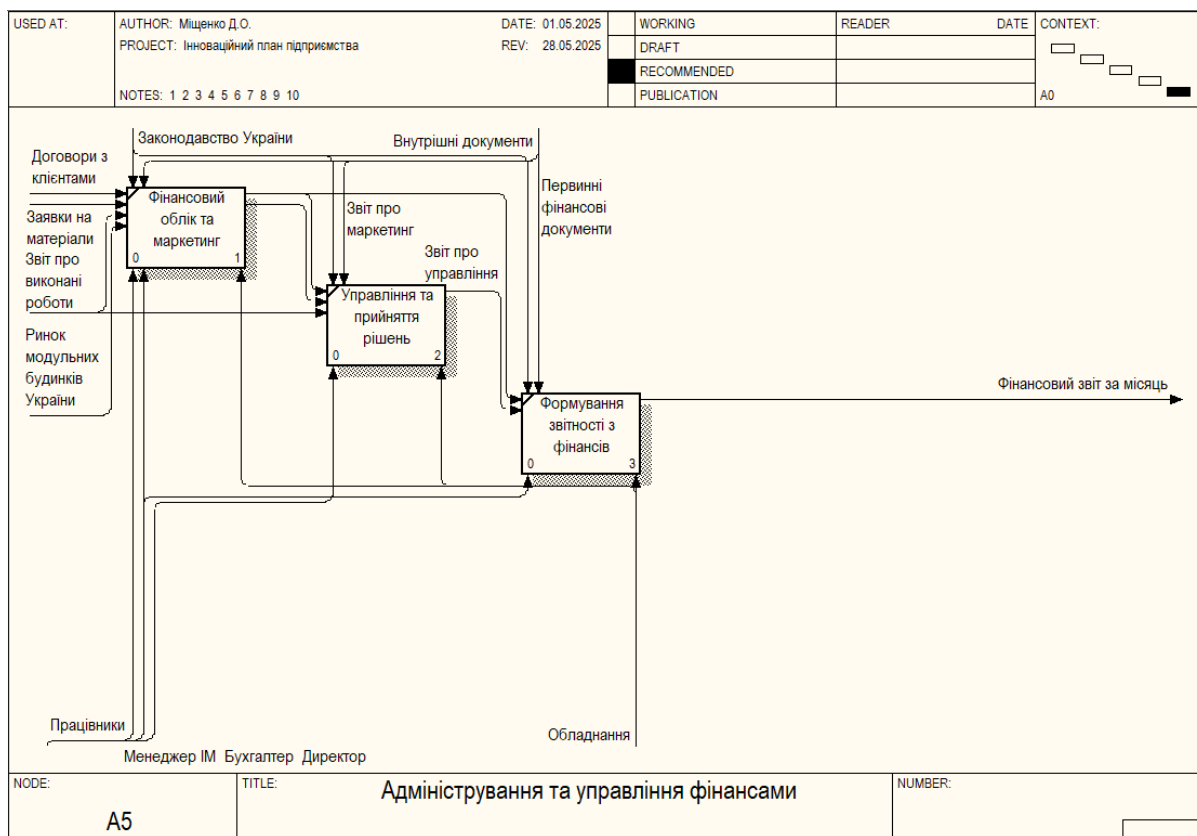 USED AT:
AUTHOR: Міщенко Д.О.
DATE: 01.05.2025
PROJECT: Інноваційний план підприємства
REV: 28.05.2025
NOTES: 1 2 3 4 5 6 7 8 9 10
WORKING
DRAFT
RECOMMENDED
PUBLICATION
READER
DATE
CONTEXT:
A0
Законодавство України
Внутрішні документи
Договори з
клієнтами
Заявки на
матеріали
Звіт про
виконані
роботи
Ринок
модульних
будинків
України
Фінансовий
облік та
маркетинг
0
1
Звіт про
маркетинг
Первинні
фінансові
документи
Звіт про
управління
Управління та
прийняття
рішень
0
2
Формування
звітності з
фінансів
0
3
Фінансовий звіт за місяць
Працівники
Обладнання
Менеджер ІМ Бухгалтер Директор
NODE:
A5
TITLE:
Адміністрування та управління фінансами
NUMBER: